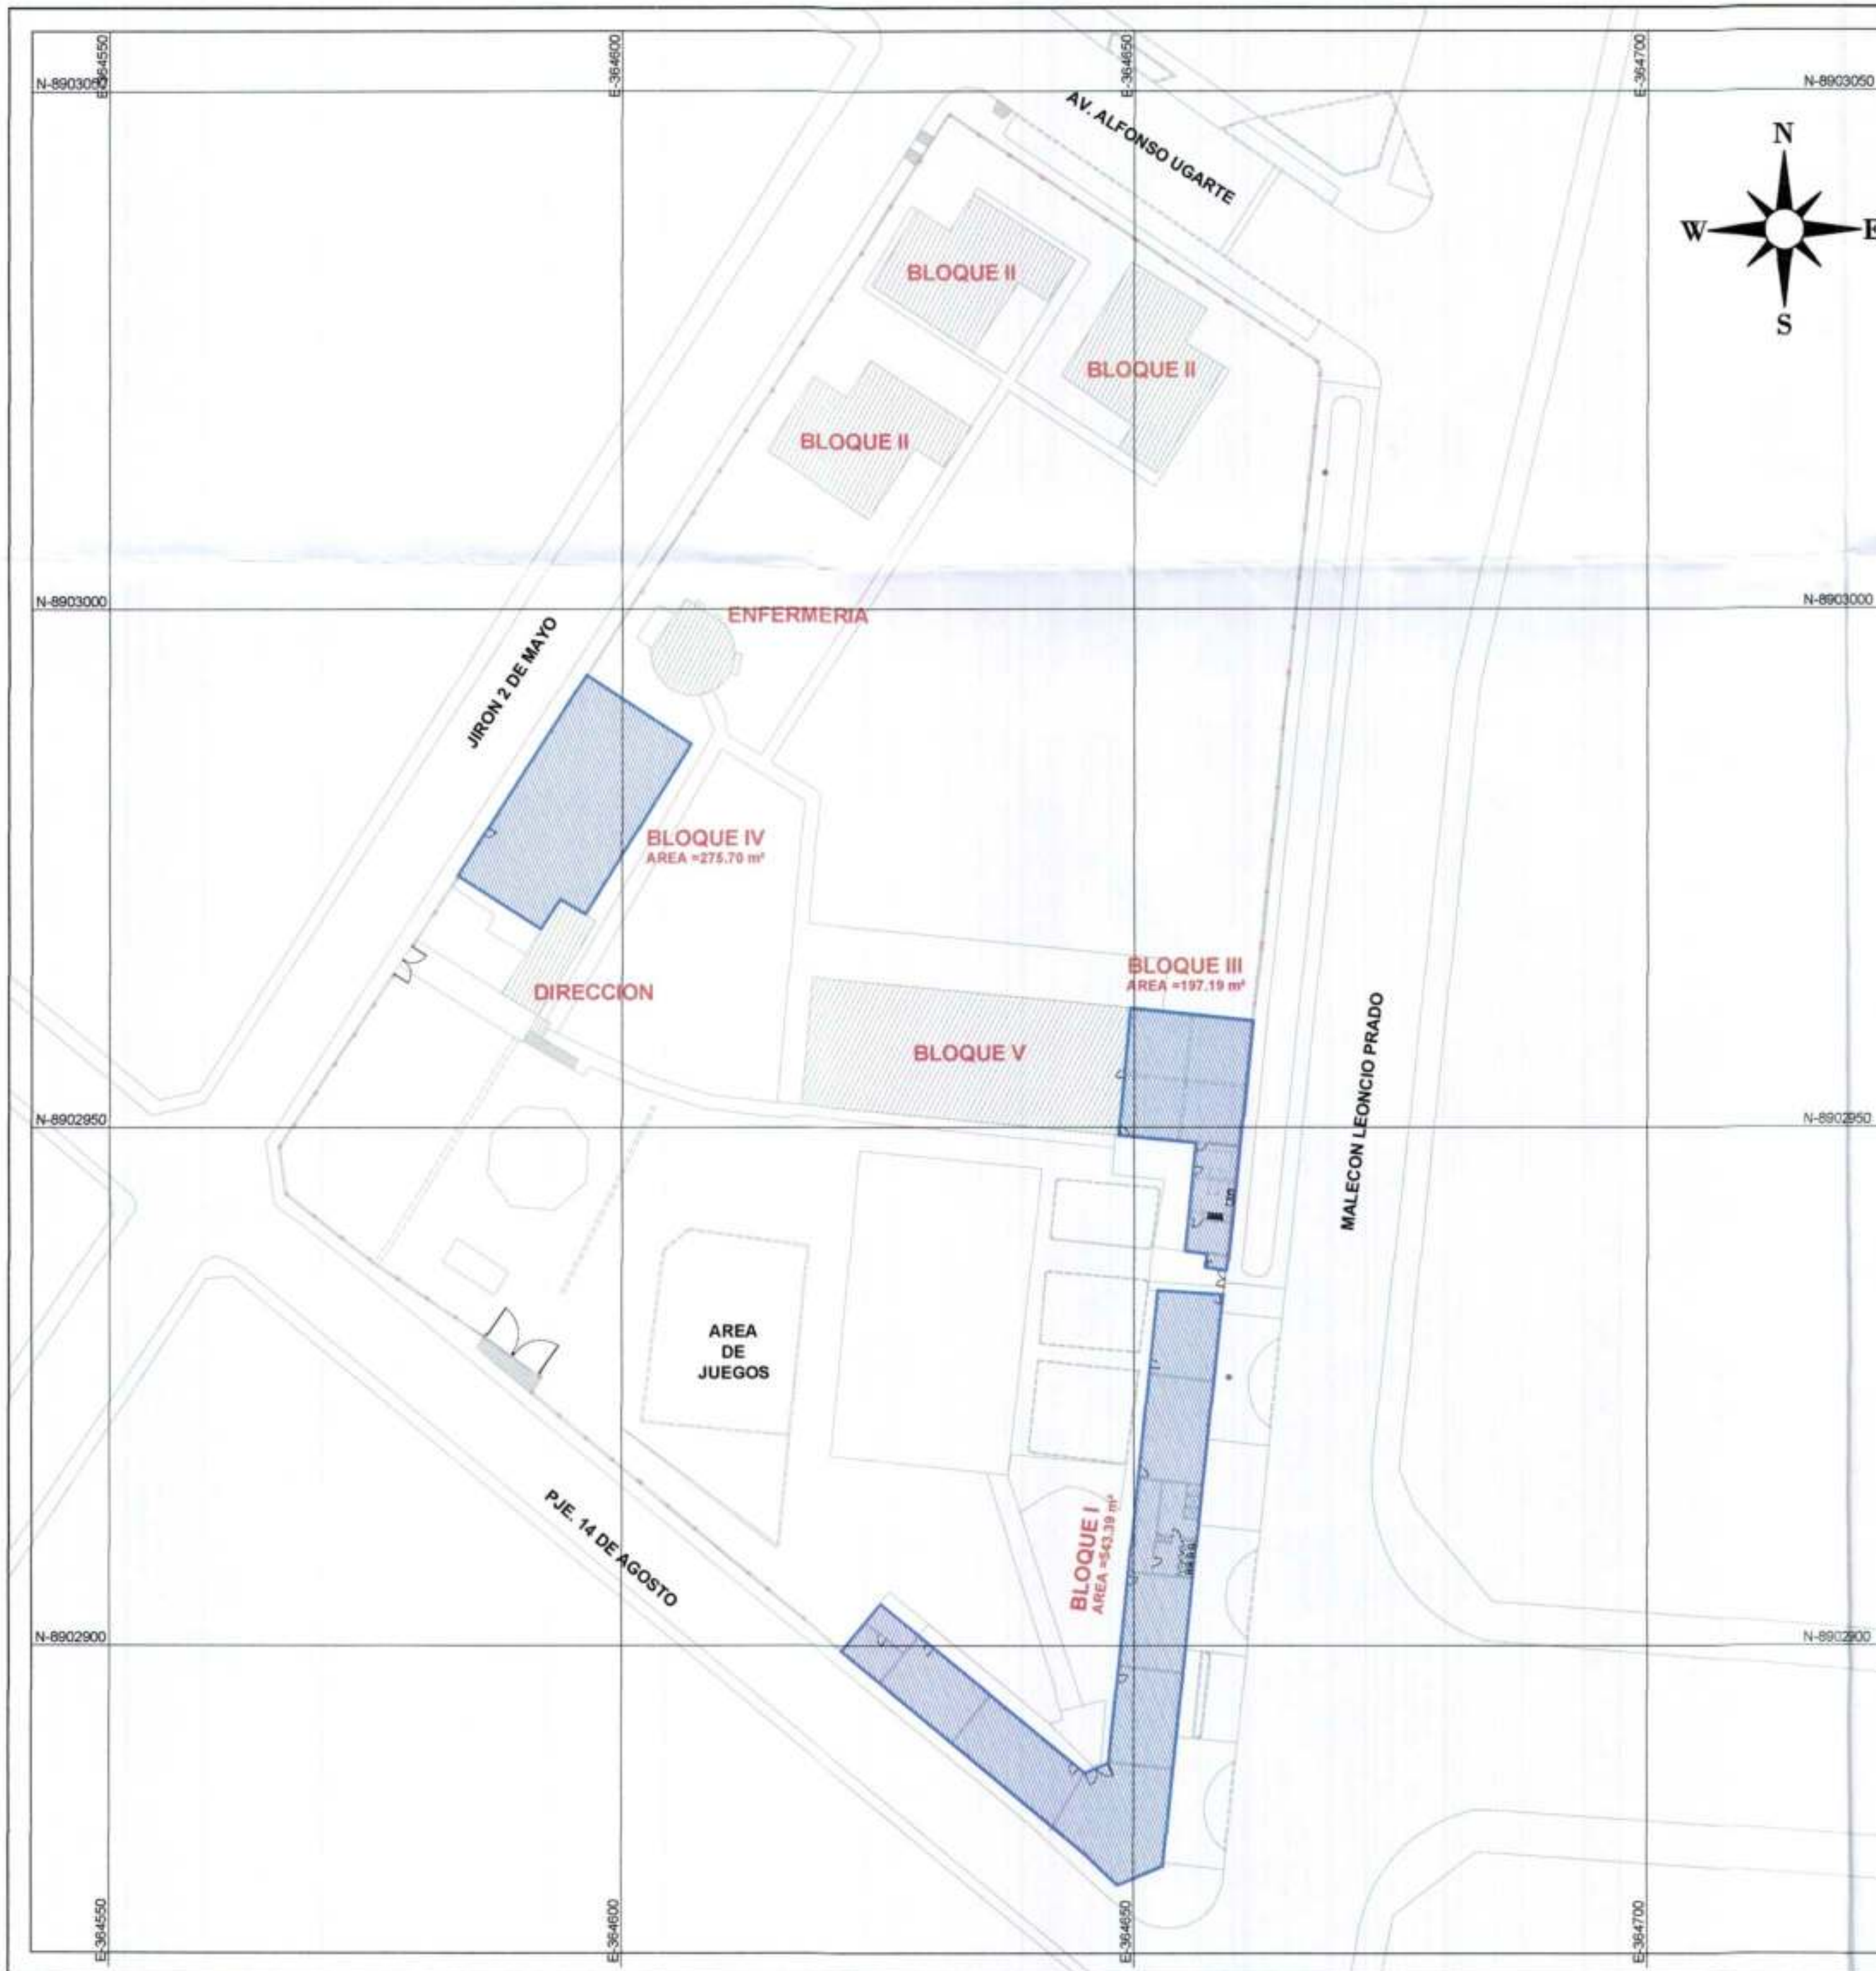 E-364550
E-364600
E-364650
E-364700
N-8903050
N-8903050
AV. ALFONSO UGARTE
N
W
E
S
BLOQUE II
BLOQUE II
BLOQUE II
N-8903000
N-8903000
ENFERMERIA
JIRON 2 DE MAYO
BLOQUE IV
AREA =275.70 m²
DIRECCION
BLOQUE III
AREA =197.19 m²
BLOQUE V
MALECON LEONCIO PRADO
N-8902950
N-8902950
AREA
DE
JUEGOS
BLOQUE I
AREA =543.39 m²
PJE. 14 DE AGOSTO
N-8902900
N-8902900
E-364550
E-364600
E-364650
E-364700